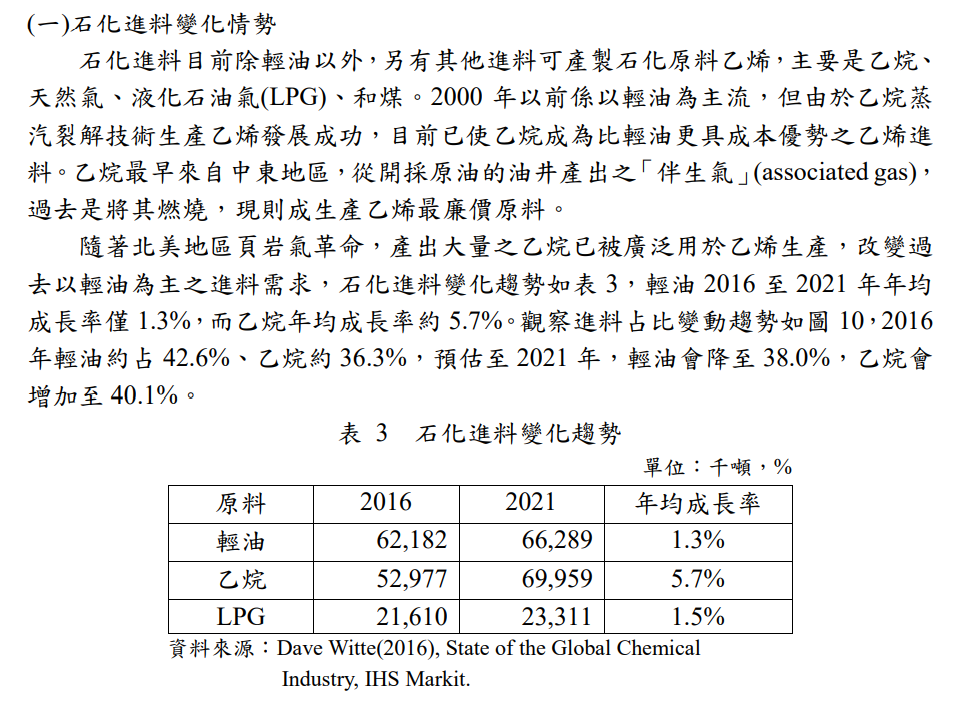 (一)石化進料變化情勢
石化進料目前除輕油以外，另有其他進料可產製石化原料乙烯，主要是乙烷、
天然氣、液化石油氣(LPG)、和煤。2000 年以前係以輕油為主流，但由於乙烷蒸
汽裂解技術生產乙烯發展成功，目前已使乙烷成為比輕油更具成本優勢之乙烯進
料。乙烷最早來自中東地區，從開採原油的油井產出之「伴生氣」(associated gas)，
過去是將其燃燒，現則成生產乙烯最廉價原料。
隨著北美地區頁岩氣革命，產出大量之乙烷已被廣泛用於乙烯生產，改變過
去以輕油為主之進料需求，石化進料變化趨勢如表 3，輕油 2016 至 2021 年年均
成長率僅 1.3%，而乙烷年均成長率約 5.7%。觀察進料占比變動趨勢如圖 10，2016
年輕油約占 42.6%、乙烷約 36.3%，預估至 2021 年，輕油會降至 38.0%，乙烷會
增加至 40.1%。
表 3 石化進料變化趨勢
單位：千噸，%
原料 2016 2021 年均成長率
輕油 62,182 66,289 1.3%
乙烷 52,977 69,959 5.7%
LPG 21,610 23,311 1.5%
資料來源：Dave Witte(2016), State of the Global Chemical
Industry, IHS Markit.